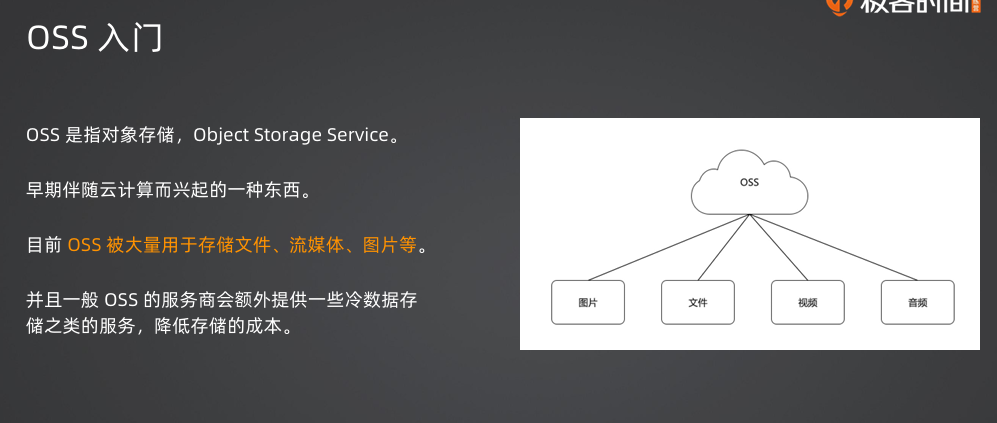 极客时间
OSS 入门
OSS 是指对象存储，Object Storage Service。
早期伴随云计算而兴起的一种东西。
目前 OSS 被大量用于存储文件、流媒体、图片等。
并且一般 OSS 的服务商会额外提供一些冷数据存
储之类的服务，降低存储的成本。
OSS
图片
文件
视频
音频